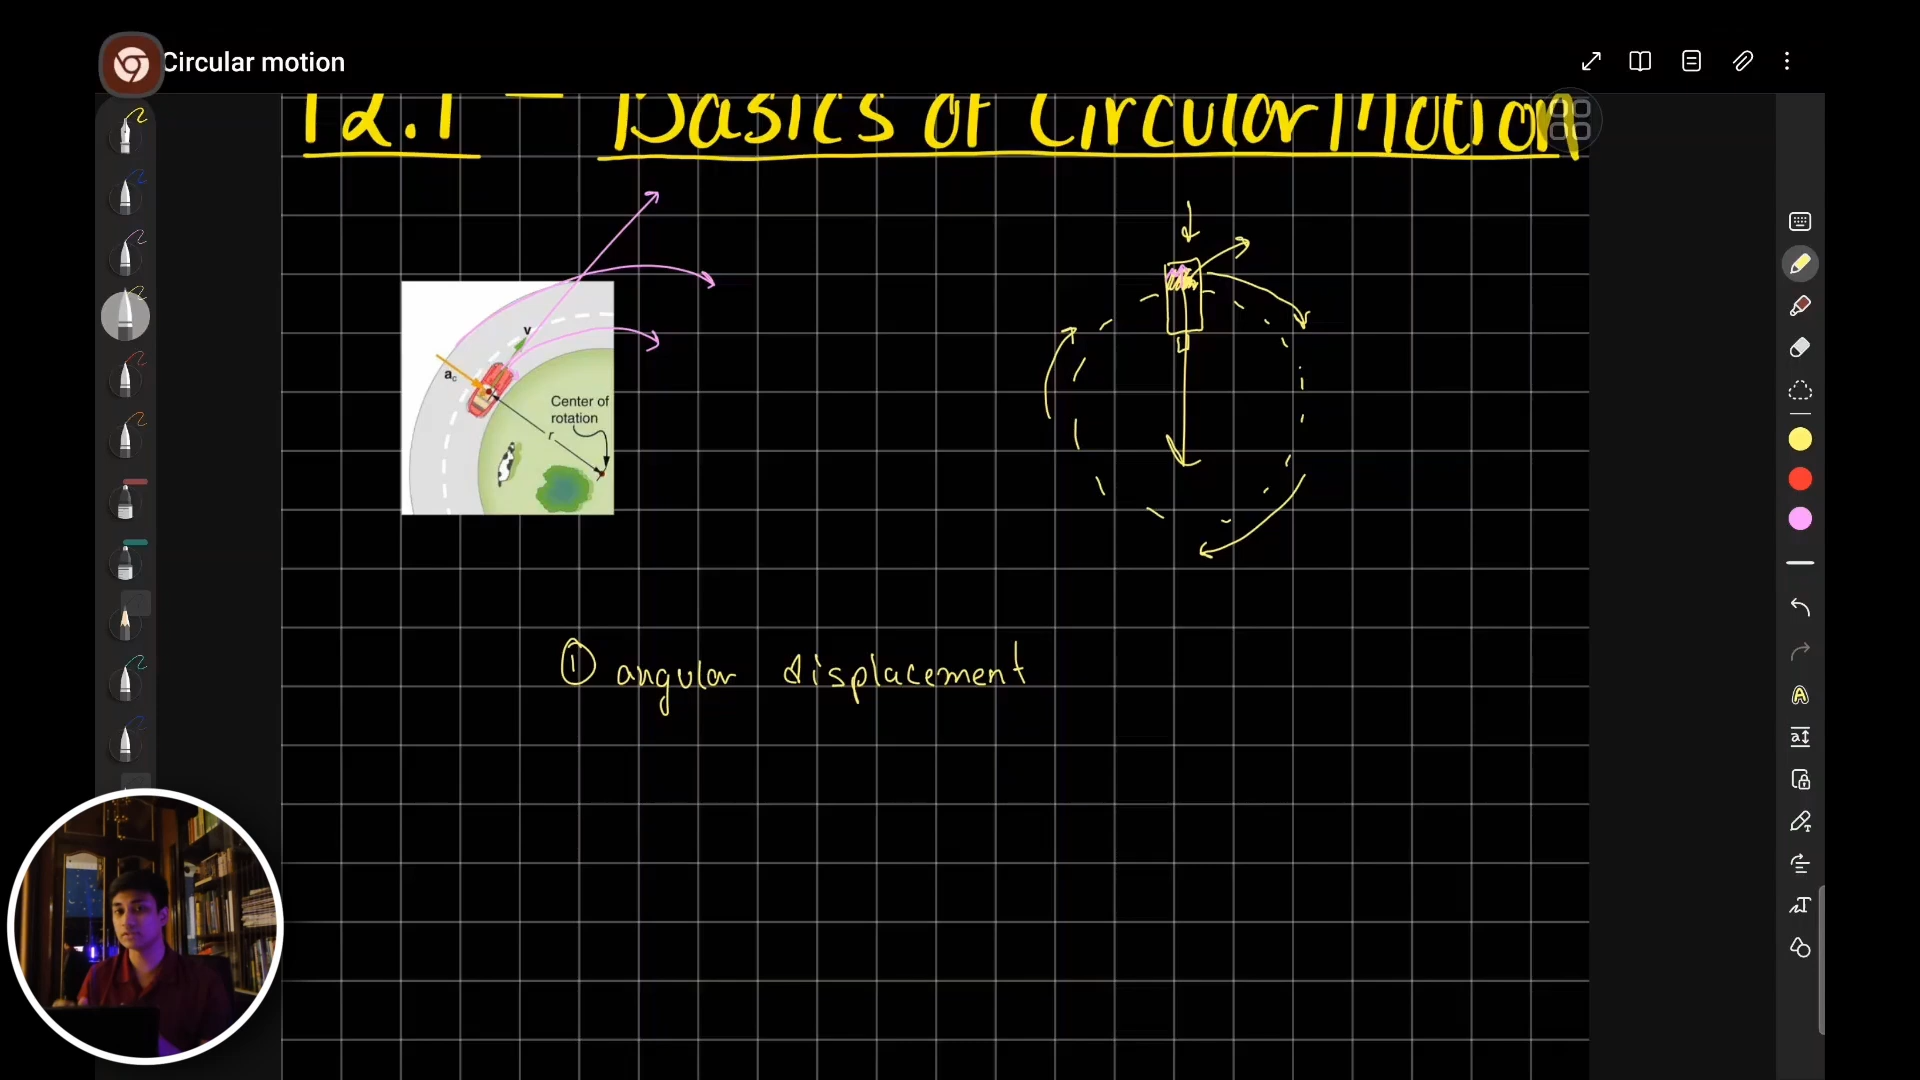 Circular motion
12.1 - Basics of Circular Motion
v
ac
Center of
rotation
r
① angular displacement